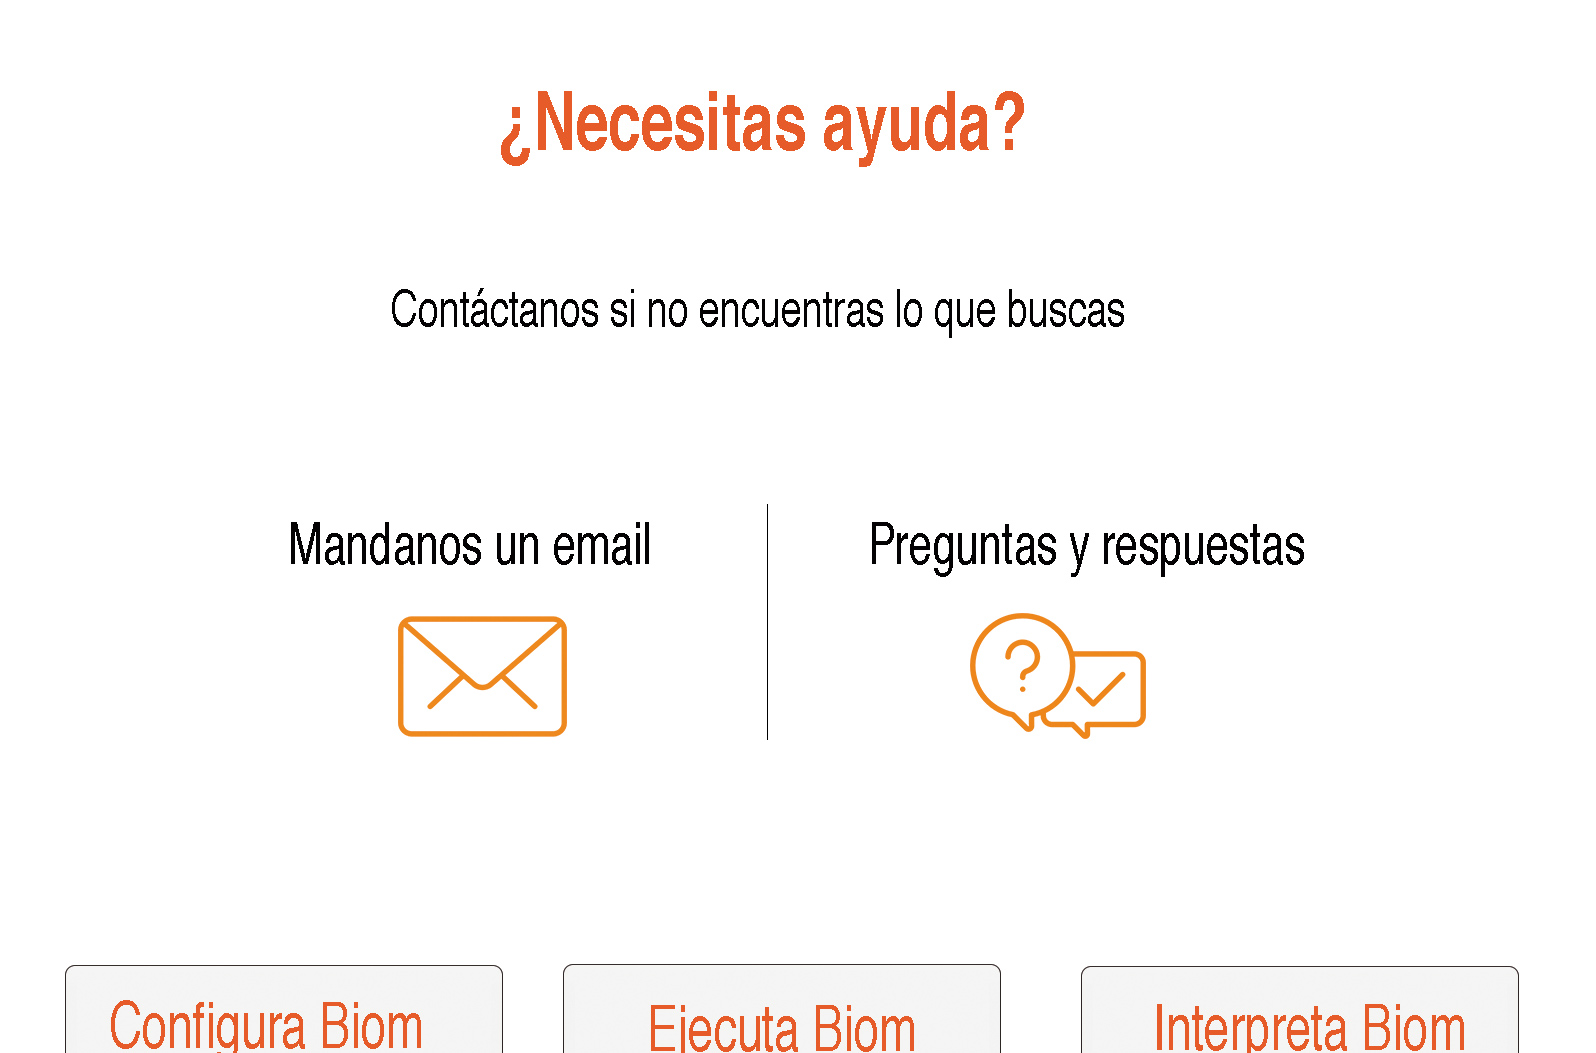 ¿Necesitas ayuda?
Contáctanos si no encuentras lo que buscas
Mandanos un email
Preguntas y respuestas
Configura Biom
Ejecuta Biom
Interpreta Biom